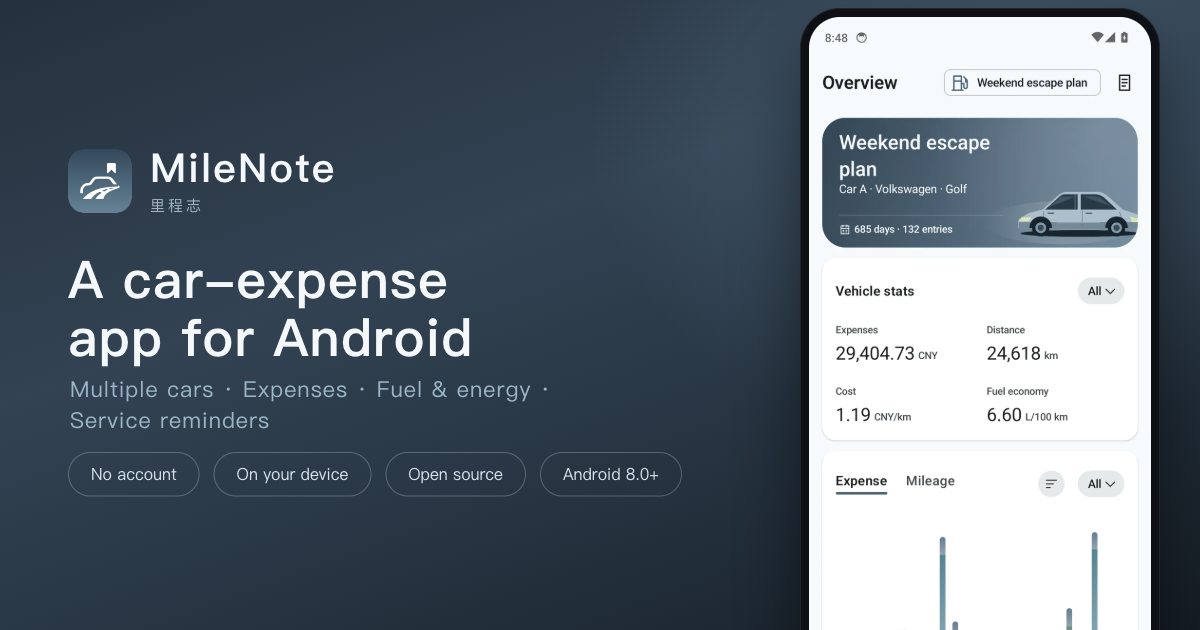 MileNote
里程志
A car–expense
app for Android
Multiple cars · Expenses · Fuel & energy ·
Service reminders
No account
On your device
Open source
Android 8.0+
8:48
Overview
Weekend escape plan
Weekend escape
plan
Car A · Volkswagen · Golf
685 days · 132 entries
Vehicle stats
All
Expenses
Distance
29,404.73 CNY
24,618 km
Cost
Fuel economy
1.19 CNY/km
6.60 L/100 km
Expense
Mileage
All